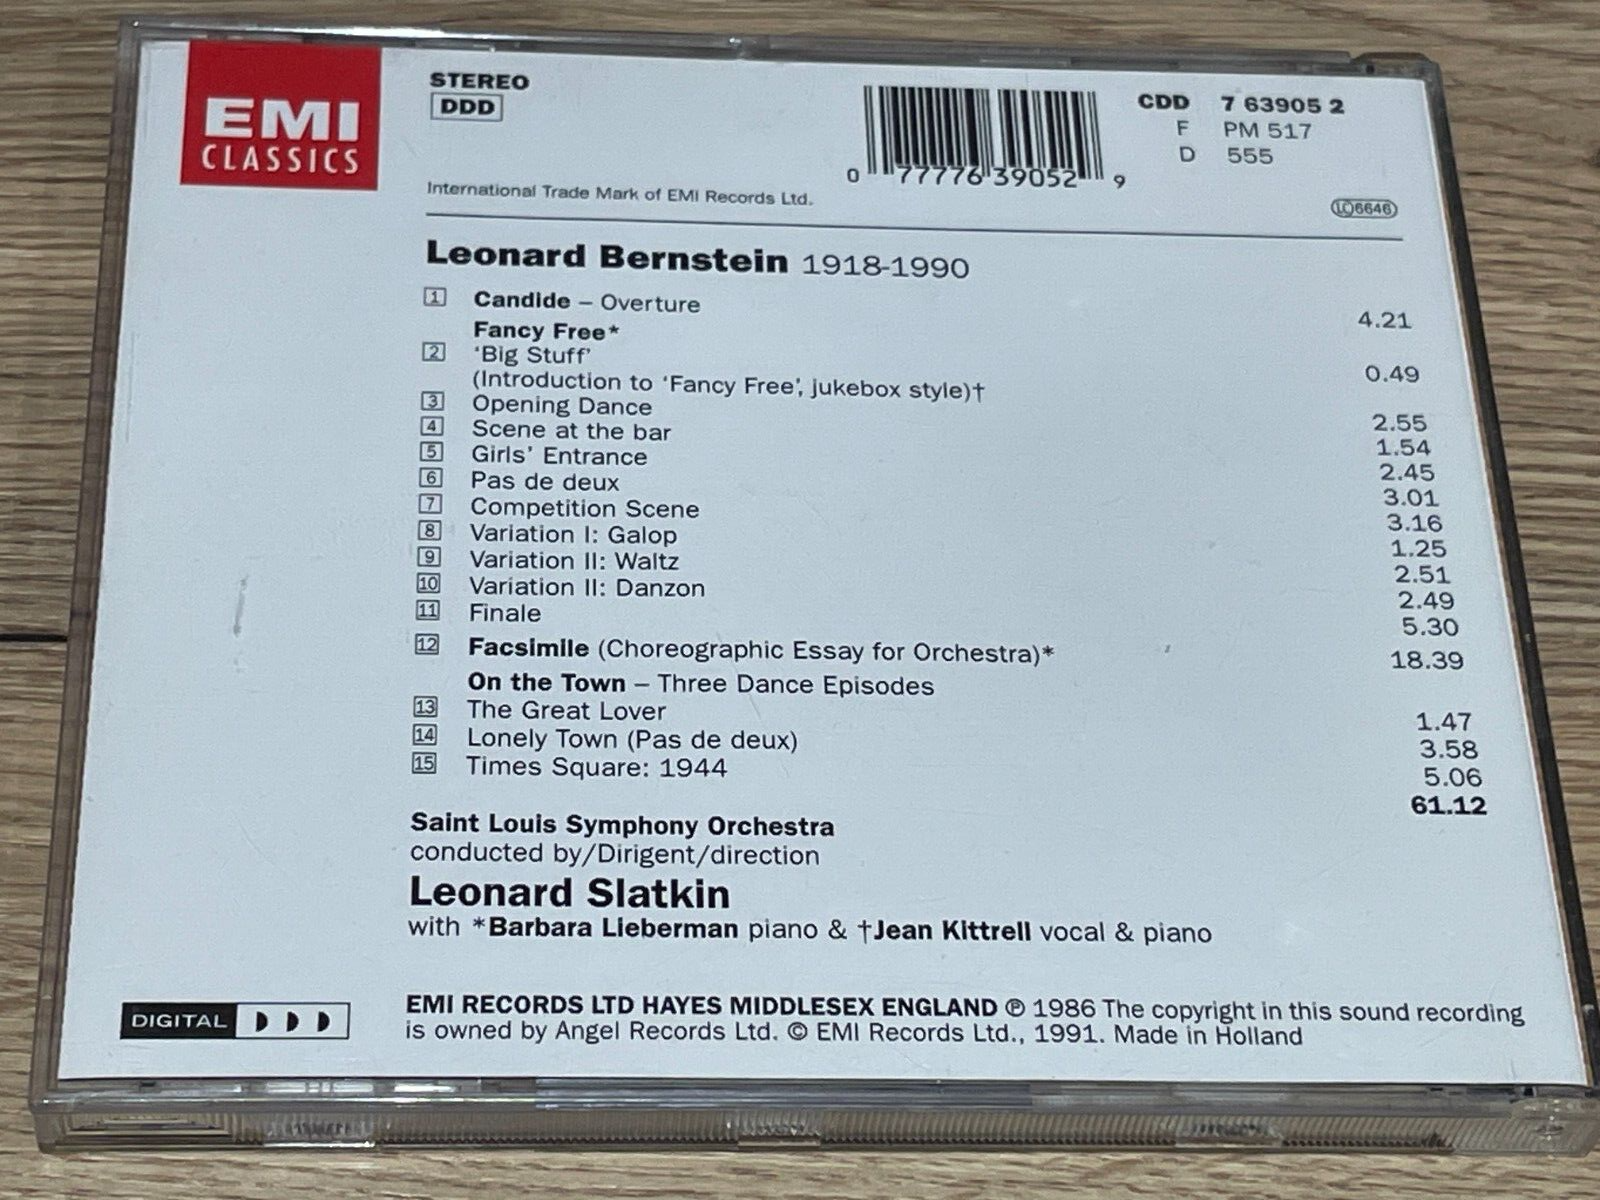 EMI
CLASSICS
STEREO
DDD
International Trade Mark of EMI Records Ltd.
0 77776 39052 9
CDD 7 63905 2
F PM 517
D 555
LC 6646
Leonard Bernstein 1918-1990
1 Candide – Overture 4.21
Fancy Free*
2 ‘Big Stuff’
(Introduction to ‘Fancy Free’, jukebox style)† 0.49
3 Opening Dance 2.55
4 Scene at the bar 1.54
5 Girls’ Entrance 2.45
6 Pas de deux 3.01
7 Competition Scene 3.16
8 Variation I: Galop 1.25
9 Variation II: Waltz 2.51
10 Variation II: Danzon 2.49
11 Finale 5.30
12 Facsimile (Choreographic Essay for Orchestra)* 18.39
On the Town – Three Dance Episodes
13 The Great Lover 1.47
14 Lonely Town (Pas de deux) 3.58
15 Times Square: 1944 5.06
61.12
Saint Louis Symphony Orchestra
conducted by/Dirigent/direction
Leonard Slatkin
with *Barbara Lieberman piano & †Jean Kittrell vocal & piano
DIGITAL
EMI RECORDS LTD HAYES MIDDLESEX ENGLAND ℗ 1986 The copyright in this sound recording
is owned by Angel Records Ltd. © EMI Records Ltd., 1991. Made in Holland